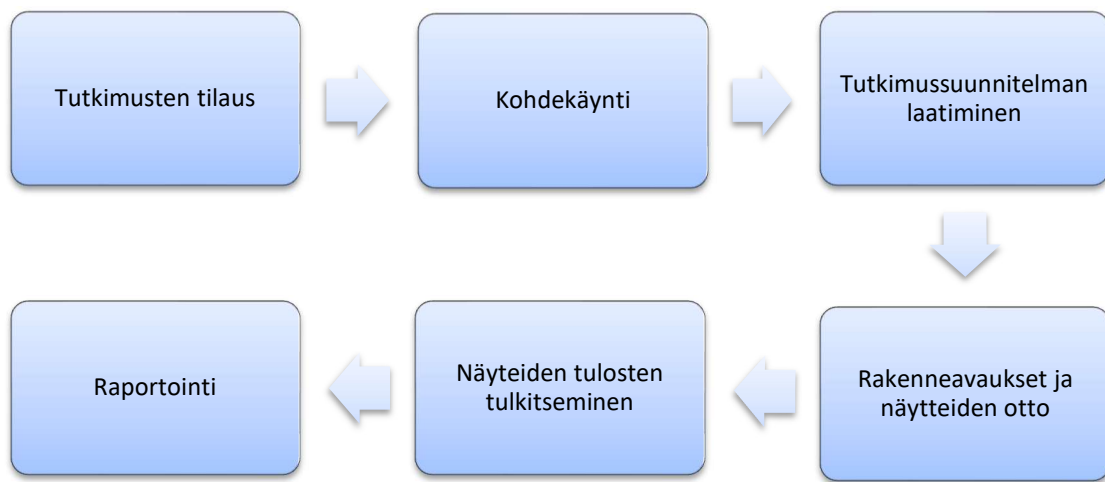 Tutkimusten tilaus
Kohdekäynti
Tutkimussuunnitelman
laatiminen
Rakenneavaukset ja
näytteiden otto
Näyteiden tulosten
tulkitseminen
Raportointi